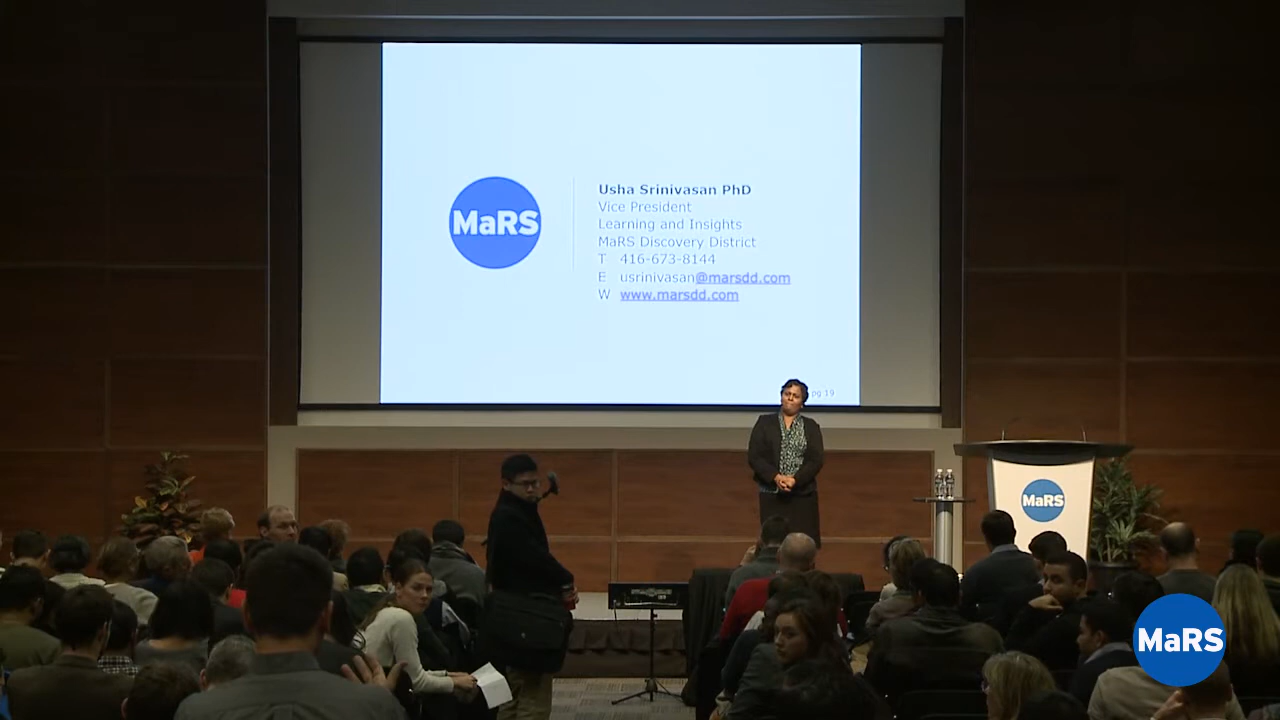 MaRS
Usha Srinivasan PhD
Vice President
Learning and Insights
MaRS Discovery District
T 416-673-8144
E usrinivasan@marsdd.com
W www.marsdd.com
pg 19
MaRS
MaRS